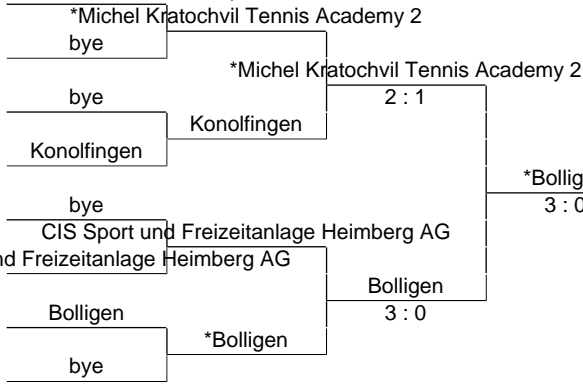 *Michel Kratochvil Tennis Academy 2
bye
*Michel Kratochvil Tennis Academy 2
bye
2 : 1
Konolfingen
Konolfingen
*Bollig
bye
3 : 0
CIS Sport und Freizeitanlage Heimberg AG
nd Freizeitanlage Heimberg AG
Bolligen
Bolligen
3 : 0
*Bolligen
bye